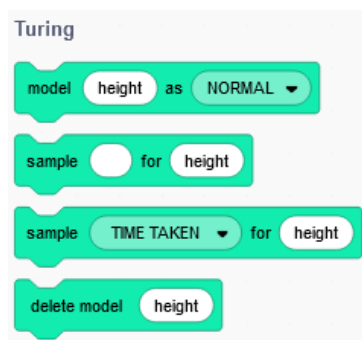 Turing
model height as NORMAL
sample for height
sample TIME TAKEN for height
delete model height